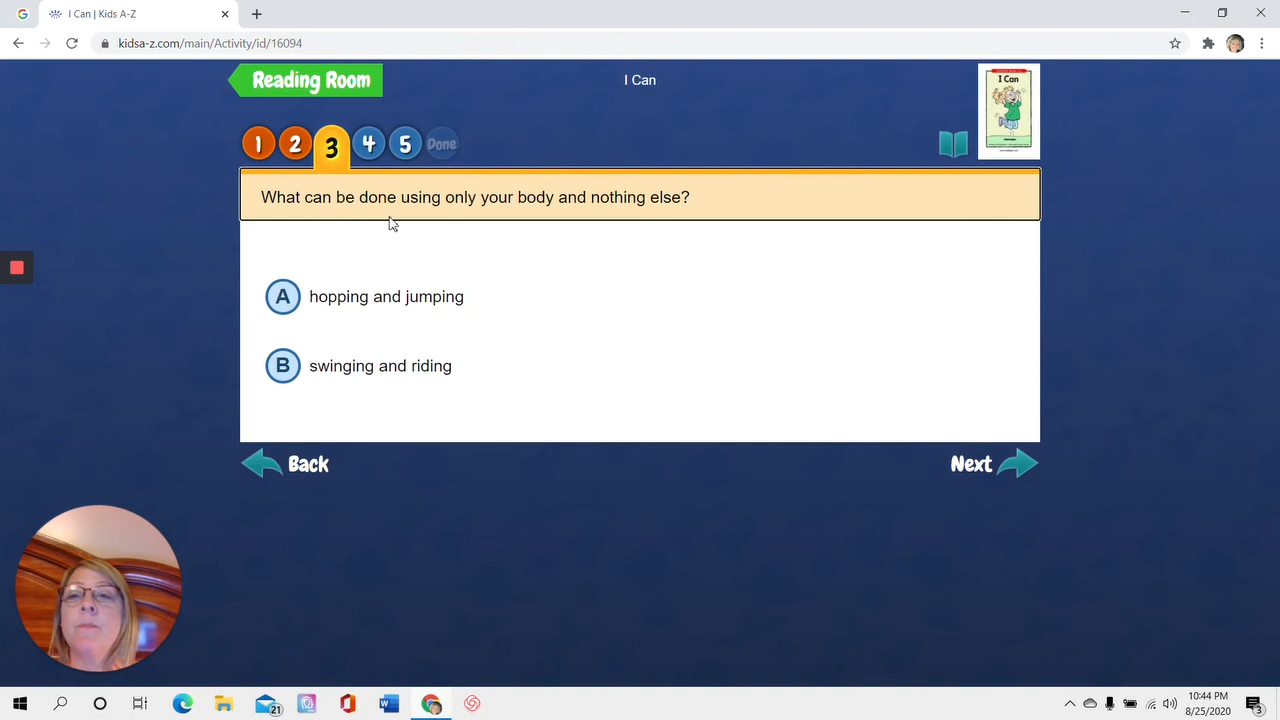 I Can | Kids A-Z
kidsa-z.com/main/Activity/id/16094
Reading Room
I Can
I Can
1 2 3 4 5 Done
What can be done using only your body and nothing else?
A hopping and jumping
B swinging and riding
Back
Next
21
W
10:44 PM
8/25/2020
3